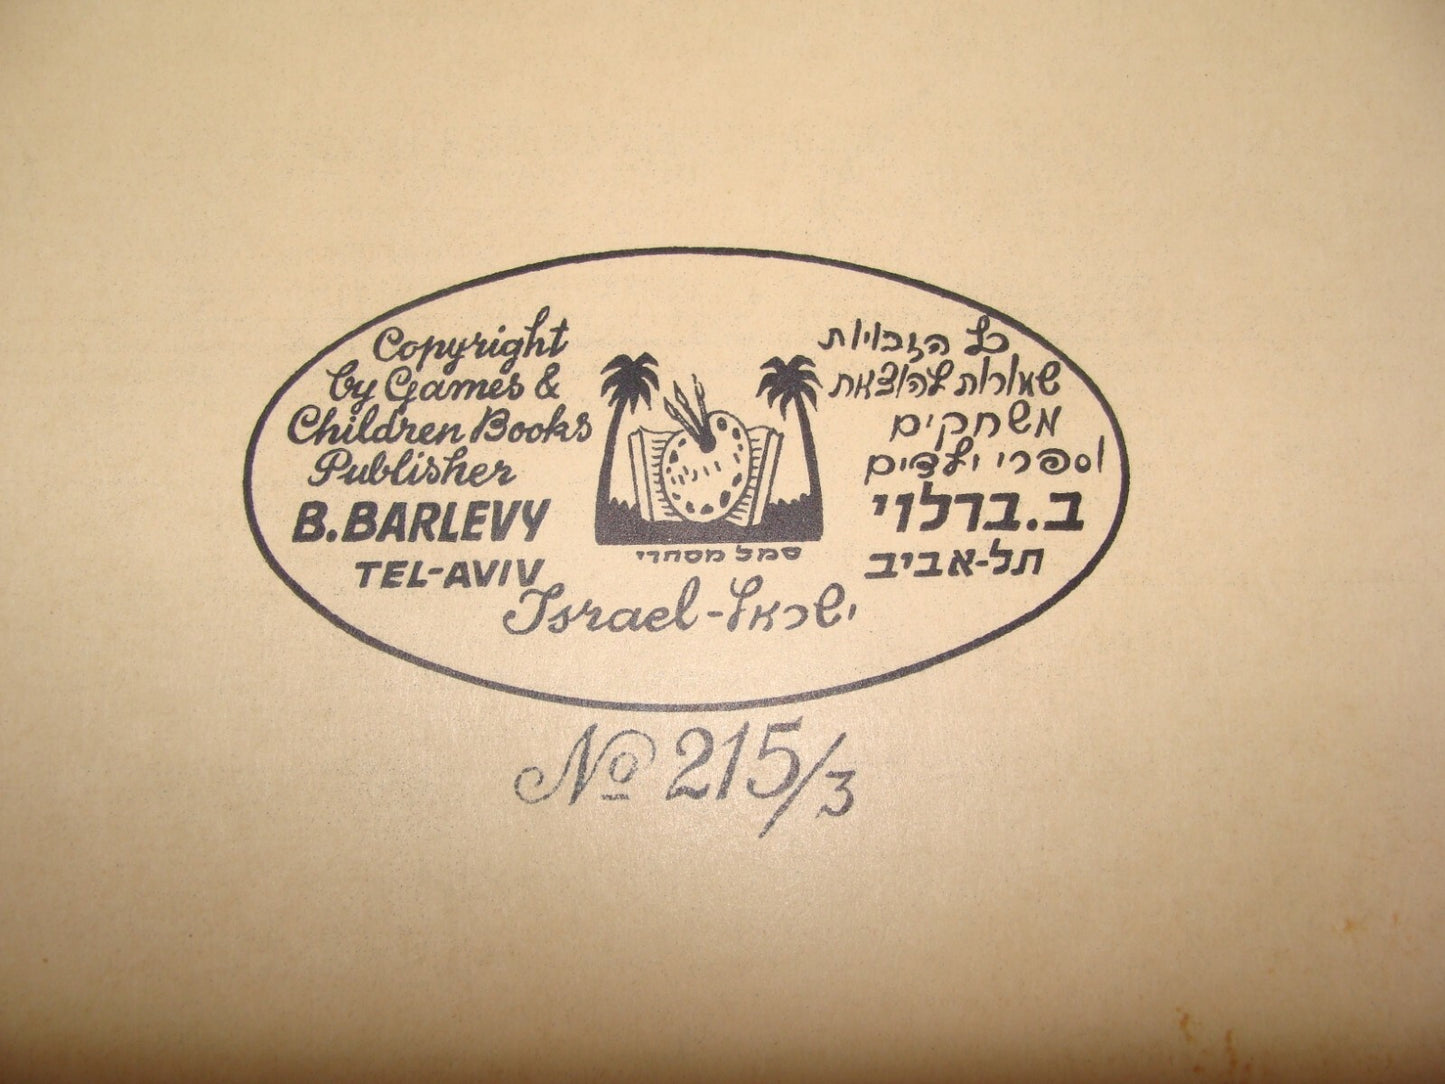 Copyright
by Games &
Children Books
Publisher
B. BARLEVY
TEL-AVIV
כל הזכויות
שמורות להוצאת
משחקים
וספרי ילדים
ב. ברלוי
תל-אביב
סמל מסחרי
Israel - ישראל
No 215/3